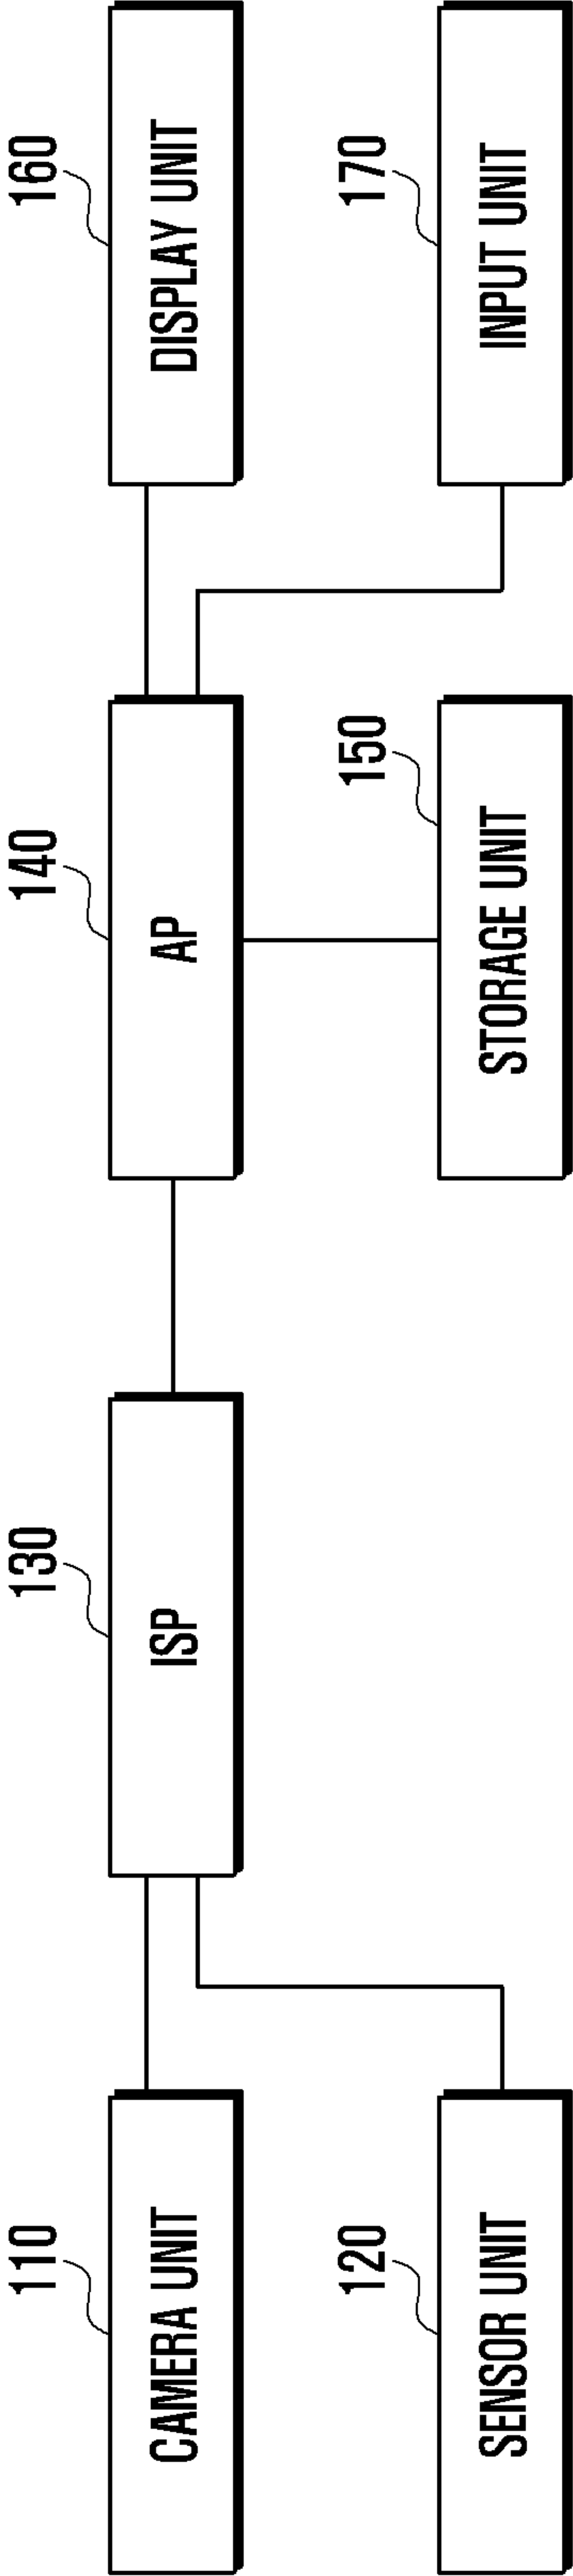 110
CAMERA UNIT
130
ISP
140
AP
160
DISPLAY UNIT
120
SENSOR UNIT
150
STORAGE UNIT
170
INPUT UNIT